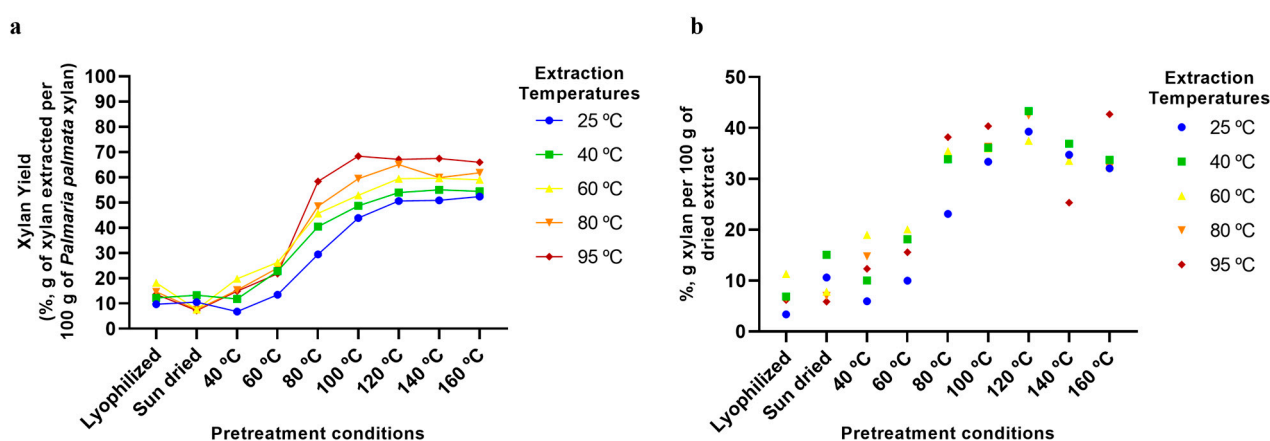 a
Xylan Yield
(%, g of xylan extracted per
100 g of Palmaria palmata xylan)
100
90
80
70
60
50
40
30
20
10
0
Lyophilized
Sun dried
40 ºC
60 ºC
80 ºC
100 ºC
120 ºC
140 ºC
160 ºC
Pretreatment conditions
Extraction
Temperatures
25 ºC
40 ºC
60 ºC
80 ºC
95 ºC
b
%, g xylan per 100 g of
dried extract
50
40
30
20
10
0
Lyophilized
Sun dried
40 ºC
60 ºC
80 ºC
100 ºC
120 ºC
140 ºC
160 ºC
Pretreatment conditions
Extraction
Temperatures
25 ºC
40 ºC
60 ºC
80 ºC
95 ºC